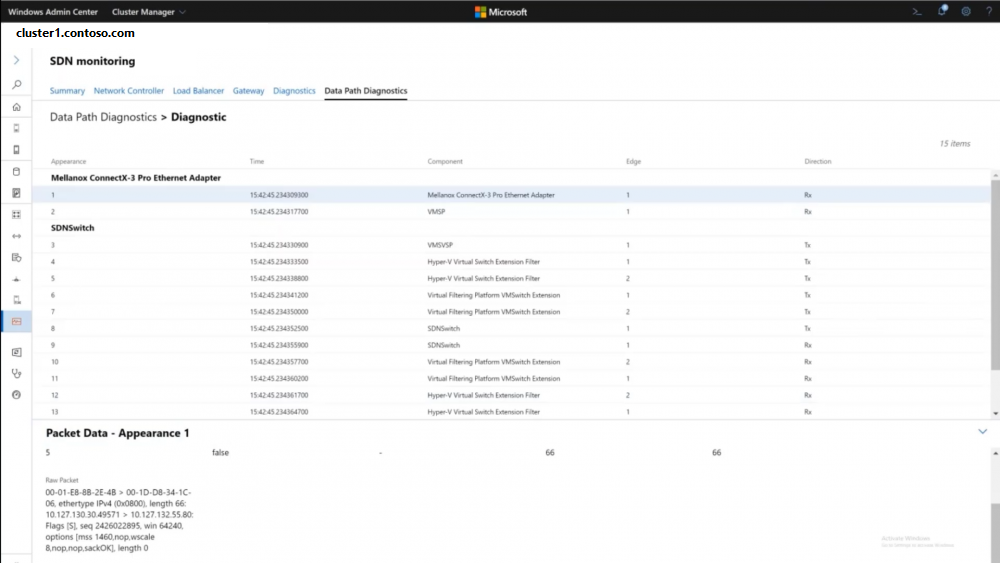 Windows Admin Center Cluster Manager Microsoft
cluster1.contoso.com
SDN monitoring
Summary Network Controller Load Balancer Gateway Diagnostics Data Path Diagnostics
Data Path Diagnostics > Diagnostic
15 items
Appearance Time Component Edge Direction
Mellanox ConnectX-3 Pro Ethernet Adapter
1 15:42:45.234309300 Mellanox ConnectX-3 Pro Ethernet Adapter 1 Rx
2 15:42:45.234317700 VMSP 1 Rx
SDNSwitch
3 15:42:45.234330900 VMSVSP 1 Tx
4 15:42:45.234333500 Hyper-V Virtual Switch Extension Filter 1 Tx
5 15:42:45.234338800 Hyper-V Virtual Switch Extension Filter 2 Tx
6 15:42:45.234341200 Virtual Filtering Platform VMSwitch Extension 1 Tx
7 15:42:45.234350000 Virtual Filtering Platform VMSwitch Extension 2 Tx
8 15:42:45.234352500 SDNSwitch 1 Tx
9 15:42:45.234355900 SDNSwitch 1 Rx
10 15:42:45.234357700 Virtual Filtering Platform VMSwitch Extension 2 Rx
11 15:42:45.234360200 Virtual Filtering Platform VMSwitch Extension 1 Rx
12 15:42:45.234361700 Hyper-V Virtual Switch Extension Filter 2 Rx
13 15:42:45.234364700 Hyper-V Virtual Switch Extension Filter 1 Rx
Packet Data - Appearance 1
5 false - 66 66
Raw Packet
00-01-E8-8B-2E-4B > 00-1D-D8-34-1C-
06, ethertype IPv4 (0x0800), length 66:
10.127.130.30.49571 > 10.127.132.55.80:
Flags [S], seq 2426022895, win 64240,
options [mss 1460,nop,wscale
8,nop,nop,sackOK], length 0
Activate Windows
Go to Settings to activate Windows.